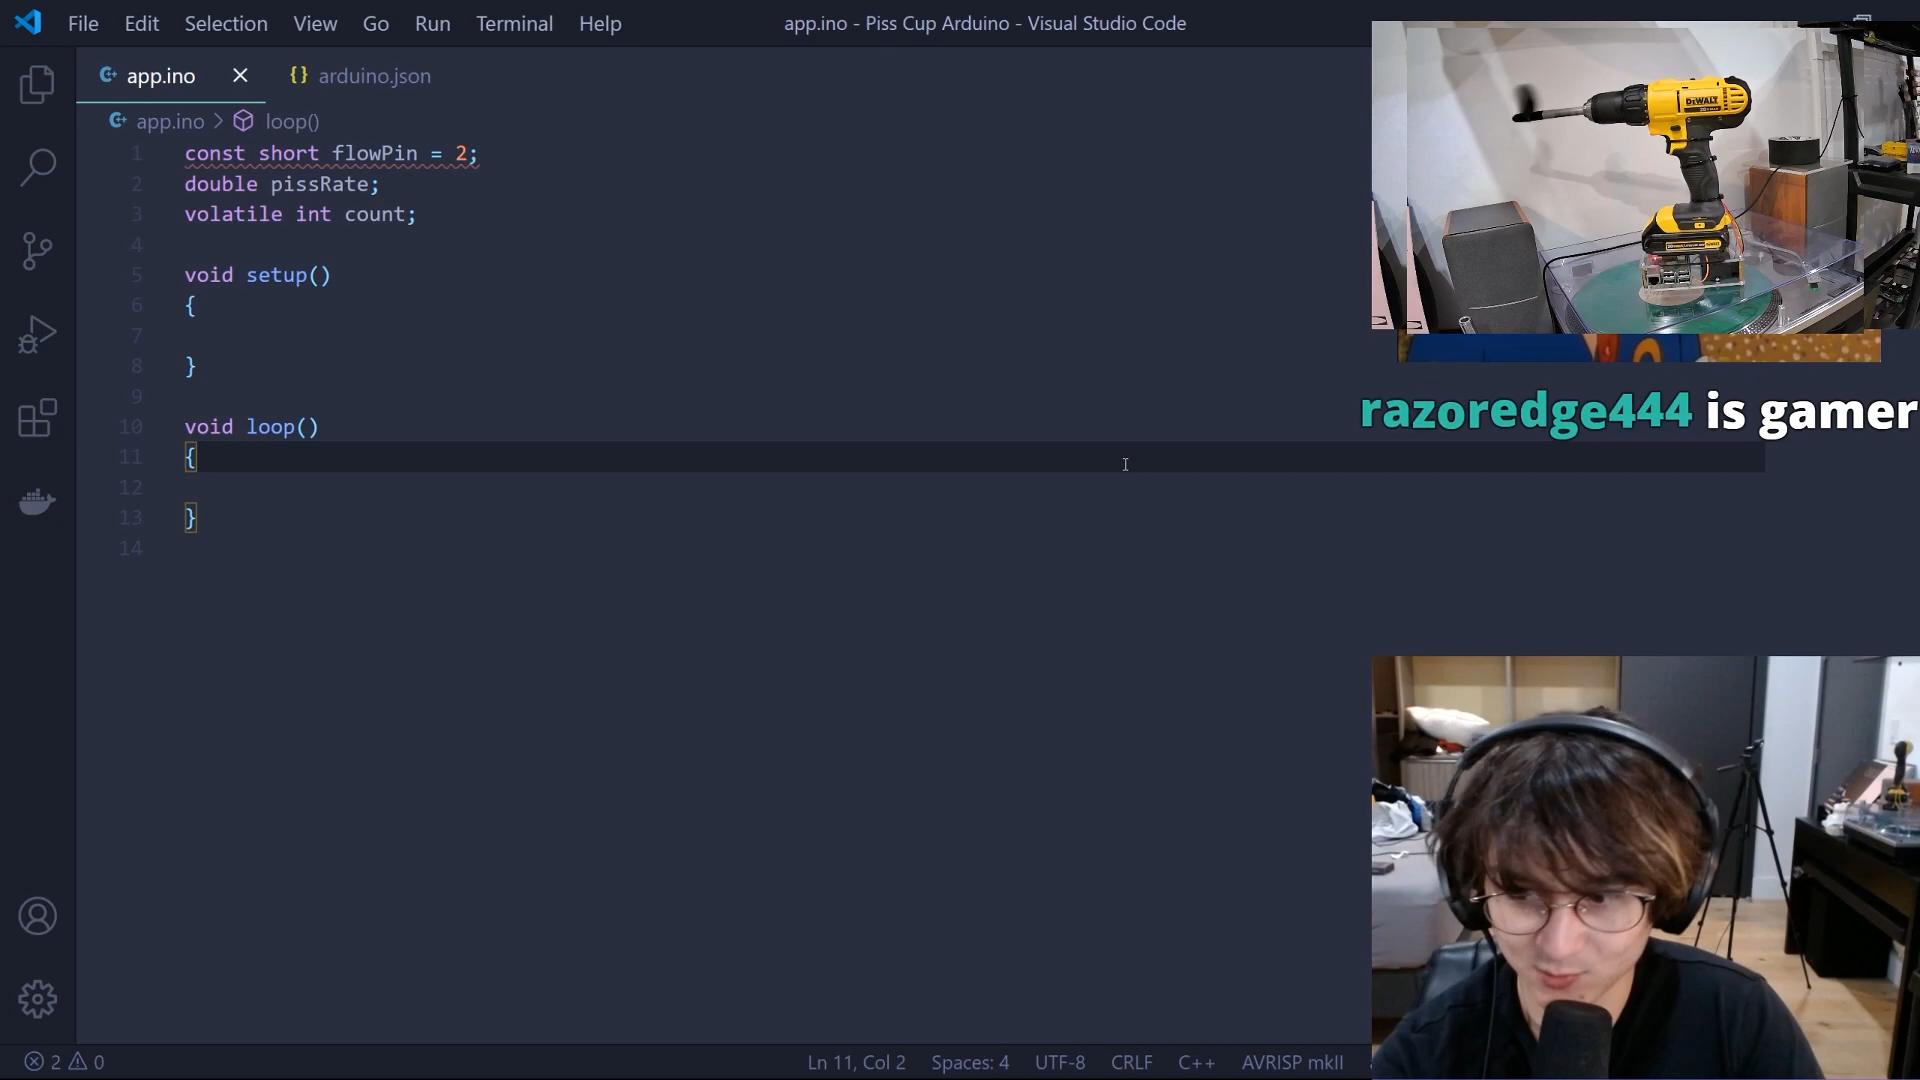 File Edit Selection View Go Run Terminal Help
app.ino - Piss Cup Arduino - Visual Studio Code
app.ino
{} arduino.json
app.ino > loop()
1 const short flowPin = 2;
2 double pissRate;
3 volatile int count;
4
5 void setup()
6 {
7
8 }
9
10 void loop()
11 {
12
13 }
14
DEWALT
razoredge444 is gamer
2 0
Ln 11, Col 2 Spaces: 4 UTF-8 CRLF C++ AVRISP mkII